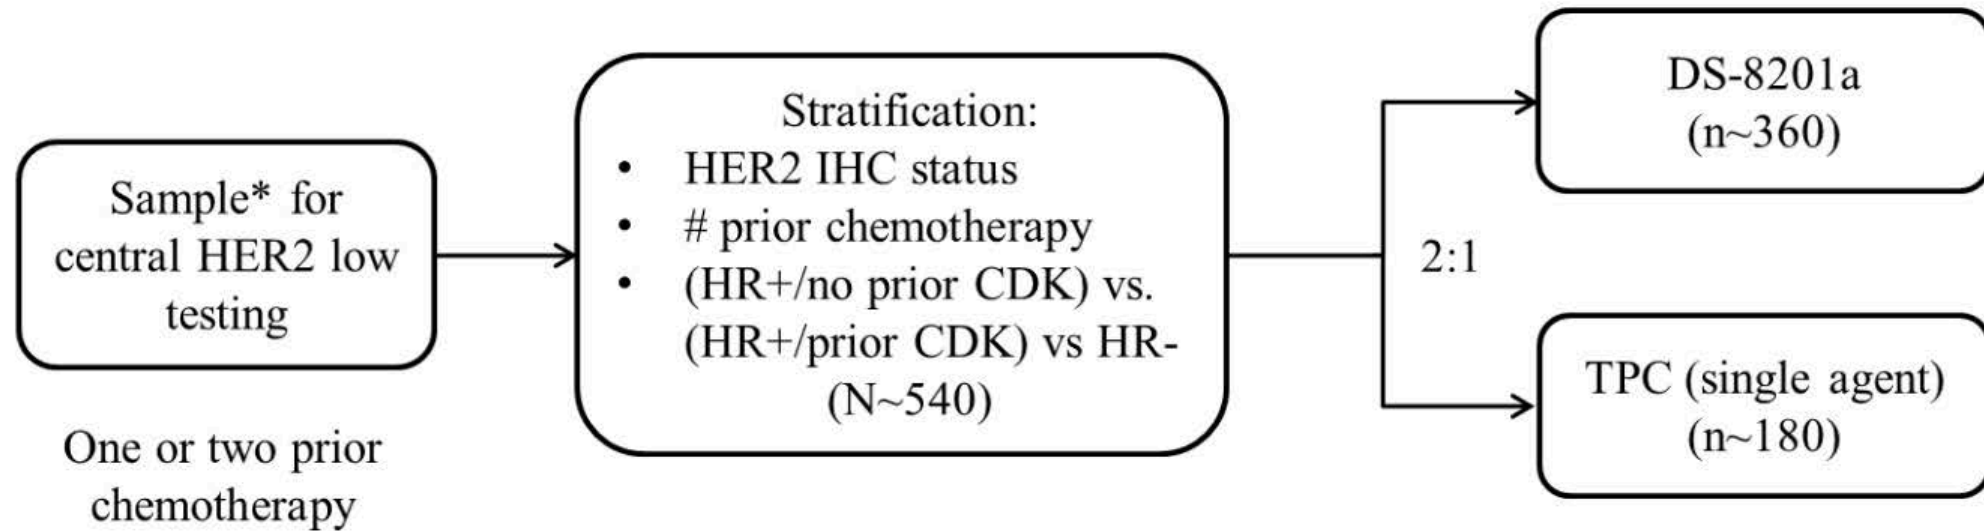 Sample* for
central HER2 low
testing
One or two prior
chemotherapy
Stratification:
• HER2 IHC status
• # prior chemotherapy
• (HR+/no prior CDK) vs.
(HR+/prior CDK) vs HR-
(N~540)
2:1
DS-8201a
(n~360)
TPC (single agent)
(n~180)